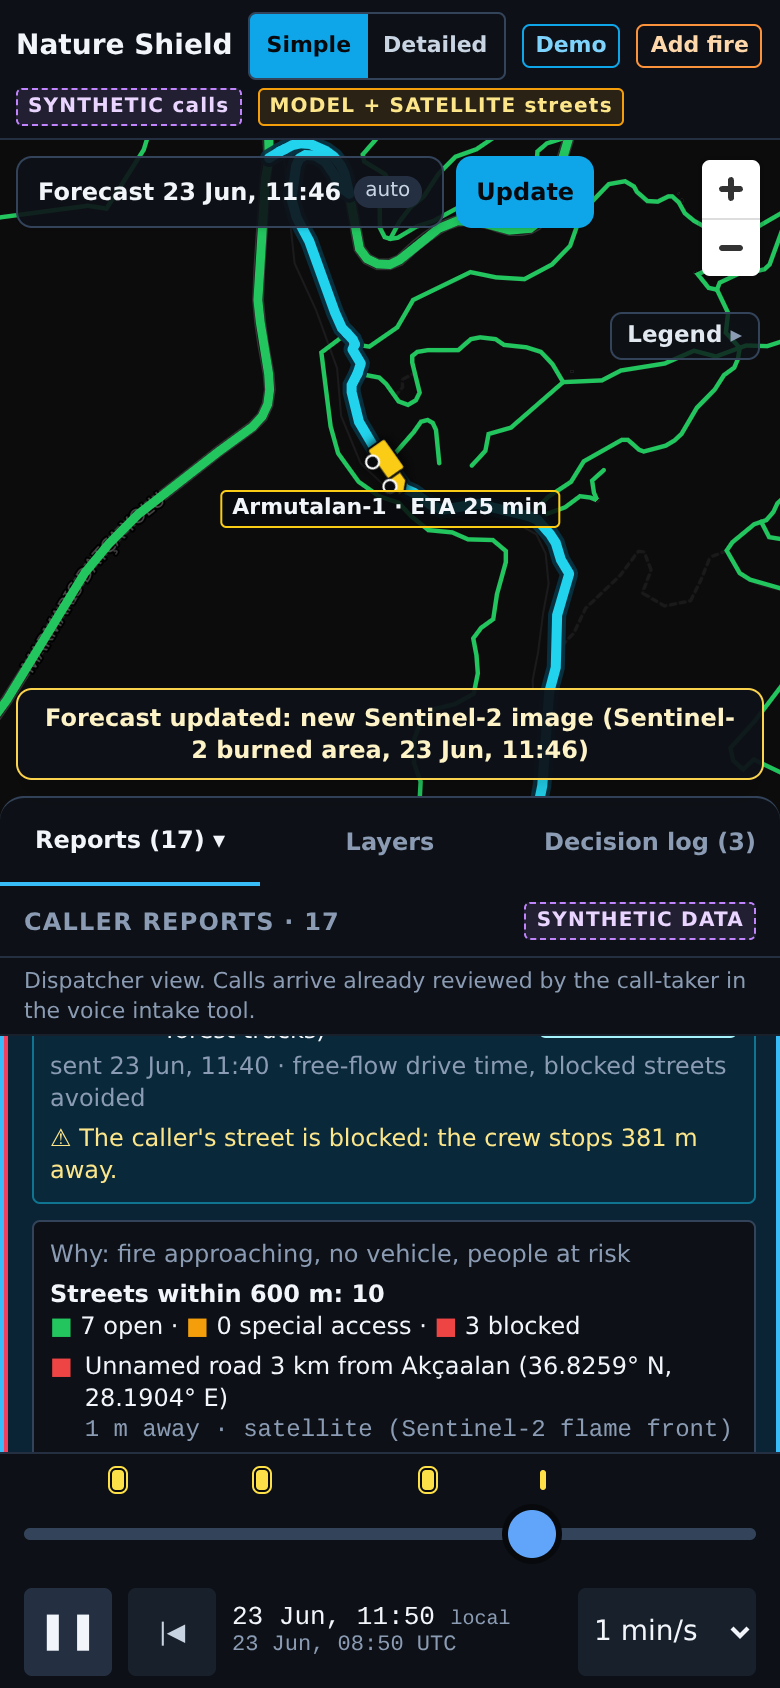 Nature Shield
Simple
Detailed
Demo
Add fire
SYNTHETIC calls
MODEL + SATELLITE streets
Forecast 23 Jun, 11:46 auto
Update
+
−
Legend ▸
Armutalan-1 · ETA 25 min
Forecast updated: new Sentinel-2 image (Sentinel-
2 burned area, 23 Jun, 11:46)
Reports (17) ▾
Layers
Decision log (3)
CALLER REPORTS · 17
SYNTHETIC DATA
Dispatcher view. Calls arrive already reviewed by the call-taker in
the voice intake tool.
sent 23 Jun, 11:40 · free-flow drive time, blocked streets
avoided
⚠ The caller's street is blocked: the crew stops 381 m
away.
Why: fire approaching, no vehicle, people at risk
Streets within 600 m: 10
7 open · 0 special access · 3 blocked
Unnamed road 3 km from Akçaalan (36.8259° N,
28.1904° E)
1 m away · satellite (Sentinel-2 flame front)
23 Jun, 11:50 local
23 Jun, 08:50 UTC
1 min/s